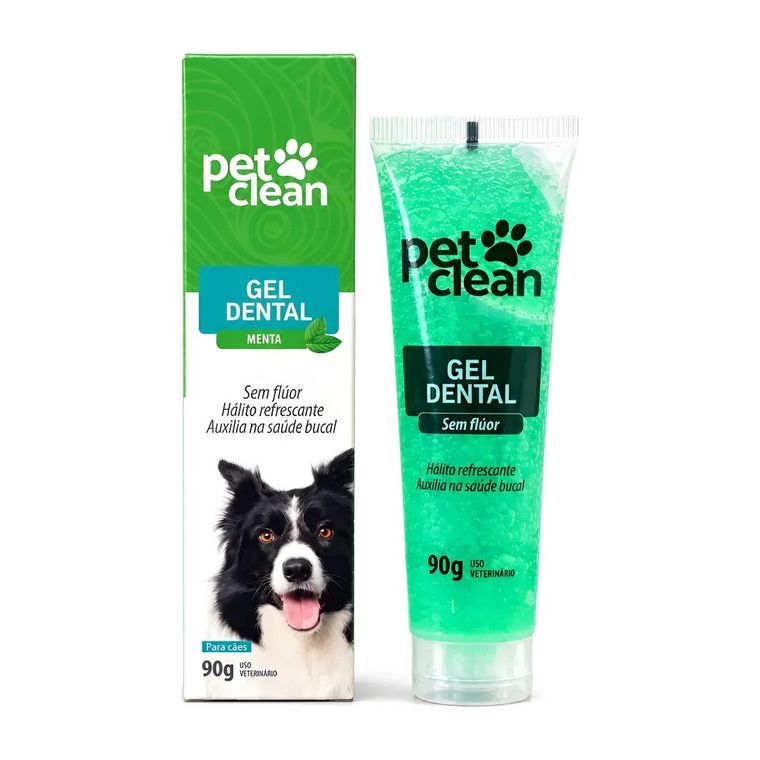 pet
clean
GEL
DENTAL
MENTA
Sem flúor
Hálito refrescante
Auxilia na saúde bucal
Para cães
90g USO
VETERINÁRIO
pet
clean
GEL
DENTAL
Sem flúor
Hálito refrescante
Auxilia na saúde bucal
90g USO
VETERINÁRIO